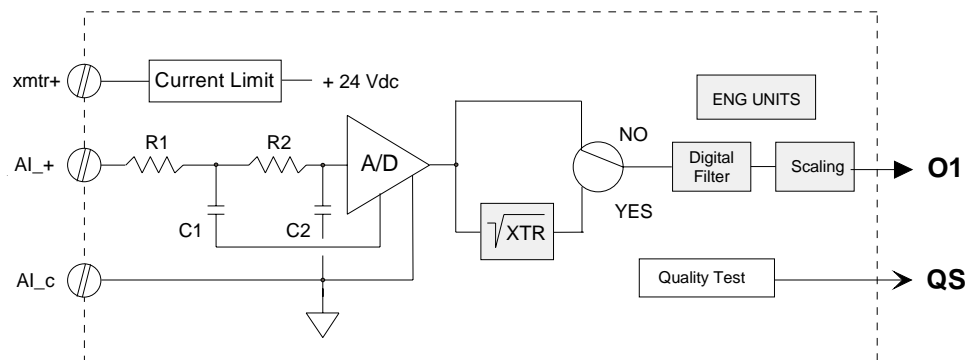 xmtr+
Current Limit
+ 24 Vdc
ENG UNITS
R1
R2
AI_+
A/D
NO
Digital
Filter
Scaling
O1
YES
C1
C2
√XTR
AI_c
Quality Test
QS